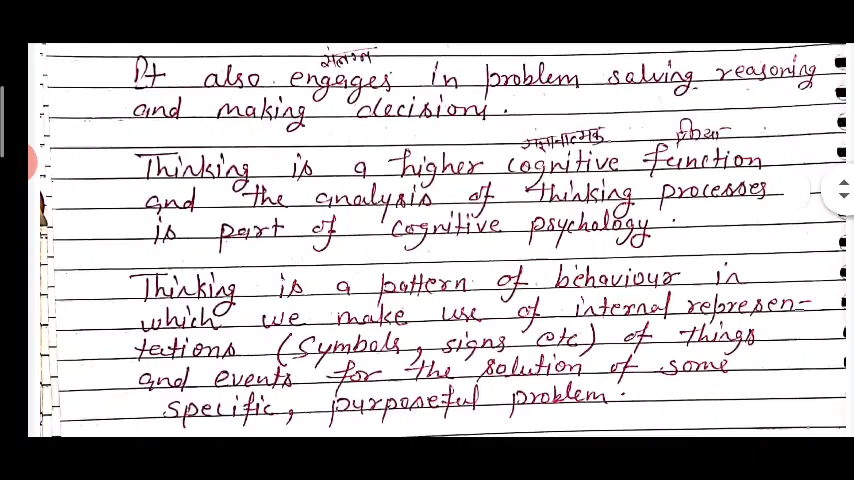 संलग्न
It also engages in problem solving reasoning
and making decisions.
संज्ञानात्मक
Thinking is a higher cognitive function
and the analysis of thinking processes
is part of cognitive psychology.
Thinking is a pattern of behaviour in
which we make use of internal represen-
tations (symbols, signs etc) of things
and events for the solution of some
specific, purposeful problem.